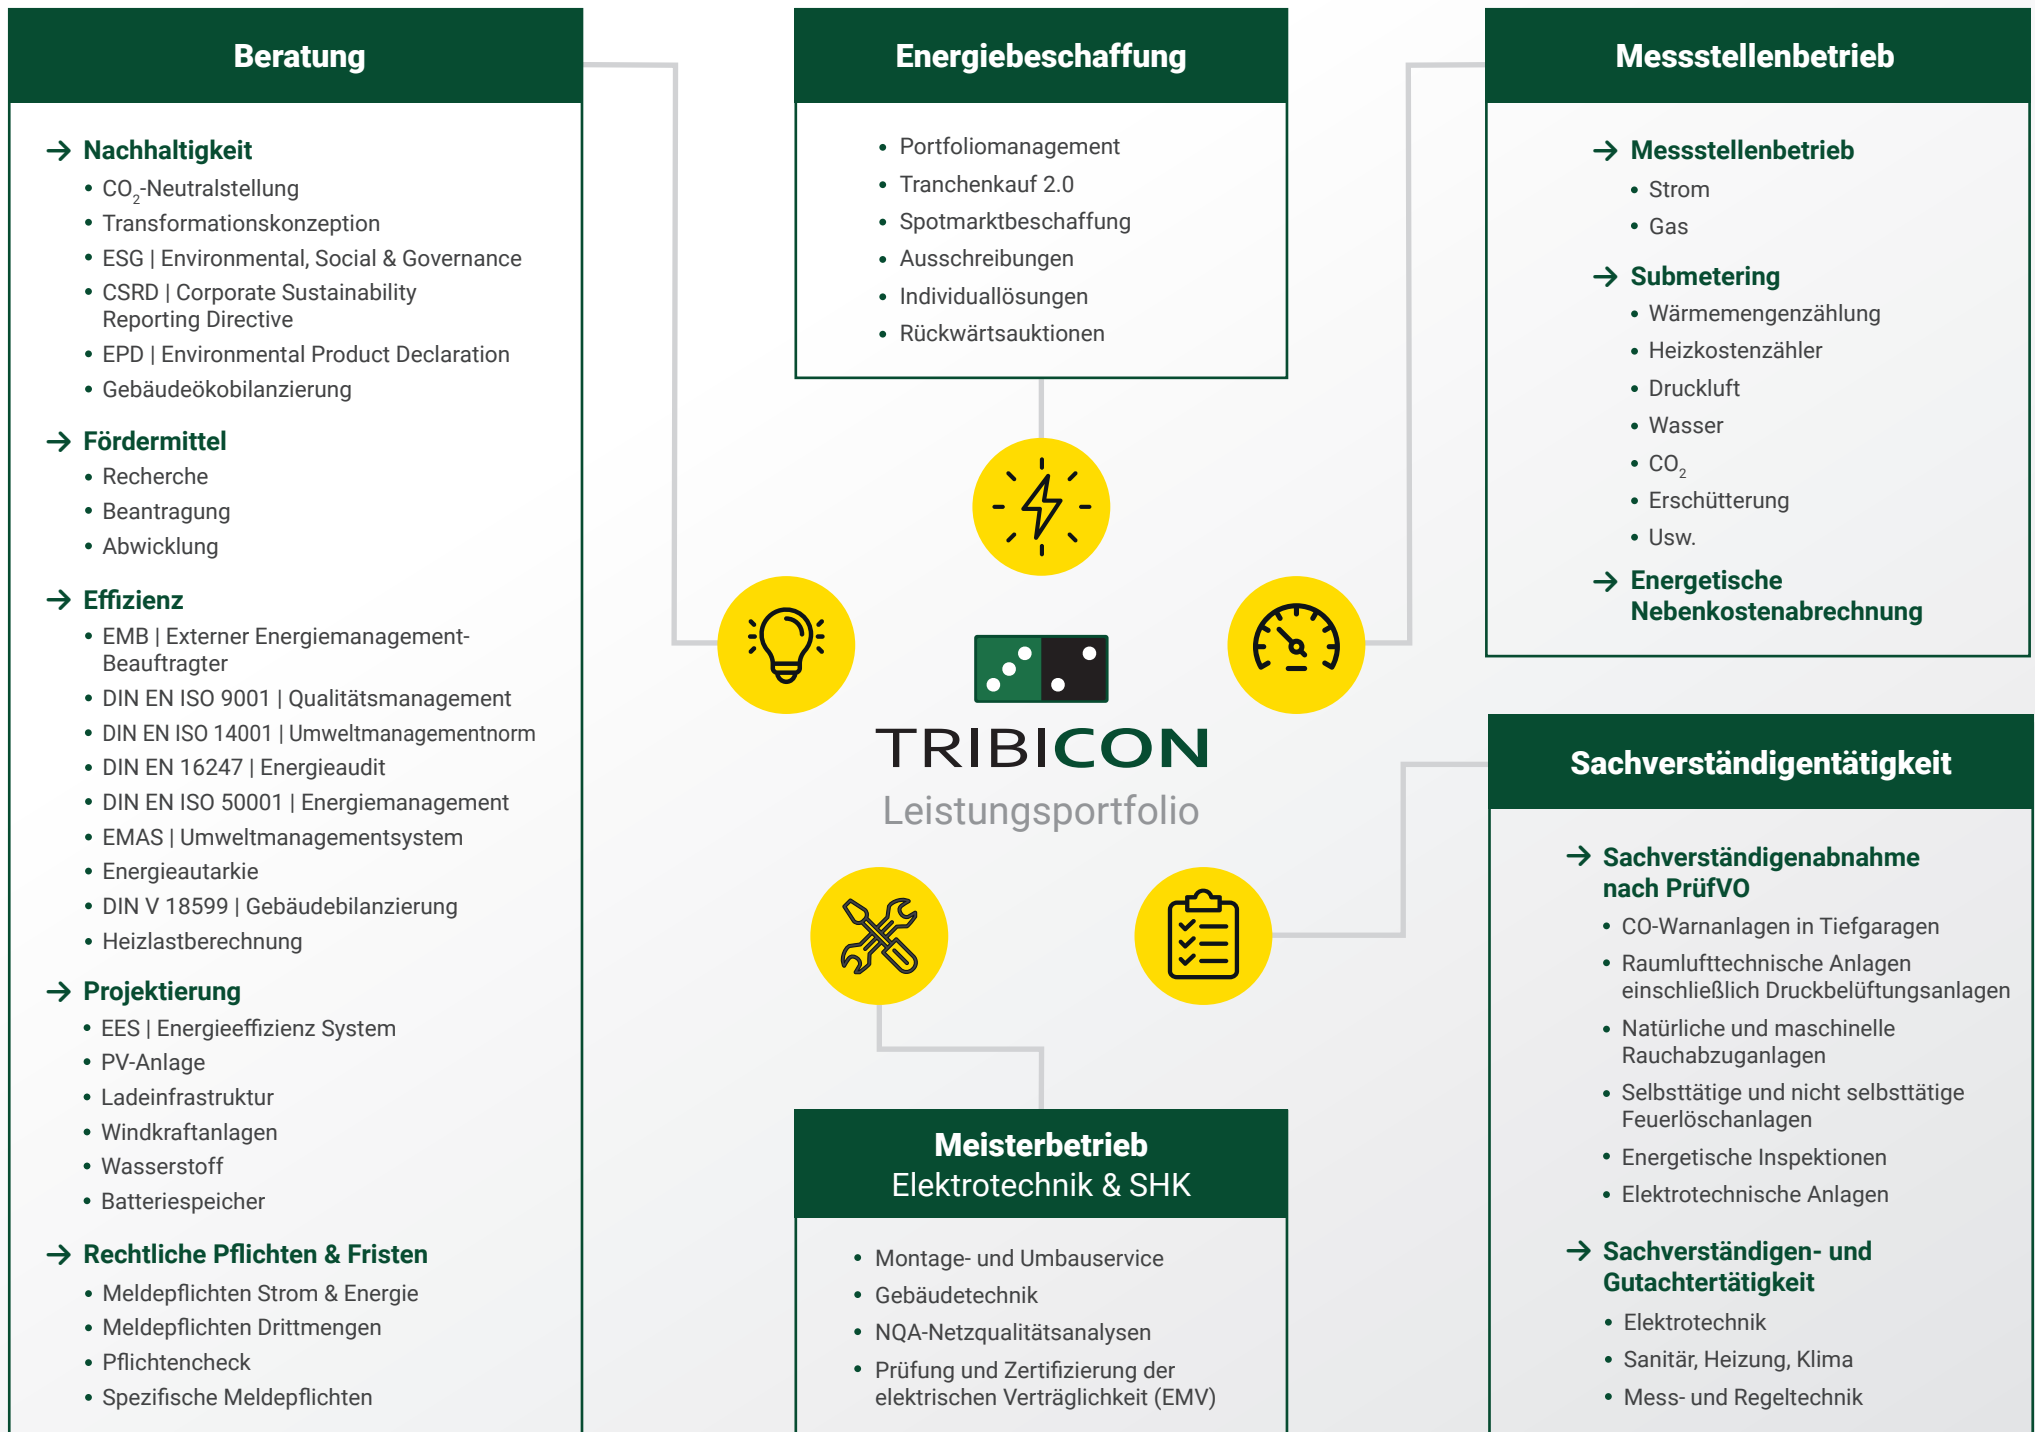 Beratung
→ Nachhaltigkeit
• CO₂-Neutralstellung
• Transformationskonzeption
• ESG | Environmental, Social & Governance
• CSRD | Corporate Sustainability
Reporting Directive
• EPD | Environmental Product Declaration
• Gebäudeökobilanzierung
→ Fördermittel
• Recherche
• Beantragung
• Abwicklung
→ Effizienz
• EMB | Externer Energiemanagement-
Beauftragter
• DIN EN ISO 9001 | Qualitätsmanagement
• DIN EN ISO 14001 | Umweltmanagementnorm
• DIN EN 16247 | Energieaudit
• DIN EN ISO 50001 | Energiemanagement
• EMAS | Umweltmanagementsystem
• Energieautarkie
• DIN V 18599 | Gebäudebilanzierung
• Heizlastberechnung
→ Projektierung
• EES | Energieeffizienz System
• PV-Anlage
• Ladeinfrastruktur
• Windkraftanlagen
• Wasserstoff
• Batteriespeicher
→ Rechtliche Pflichten & Fristen
• Meldepflichten Strom & Energie
• Meldepflichten Drittmengen
• Pflichtencheck
• Spezifische Meldepflichten
Energiebeschaffung
• Portfoliomanagement
• Tranchenkauf 2.0
• Spotmarktbeschaffung
• Ausschreibungen
• Individuallösungen
• Rückwärtsauktionen
TRIBICON
Leistungsportfolio
Meisterbetrieb
Elektrotechnik & SHK
• Montage- und Umbauservice
• Gebäudetechnik
• NQA-Netzqualitätsanalysen
• Prüfung und Zertifizierung der
elektrischen Verträglichkeit (EMV)
Messstellenbetrieb
→ Messstellenbetrieb
• Strom
• Gas
→ Submetering
• Wärmemengenzählung
• Heizkostenzähler
• Druckluft
• Wasser
• CO₂
• Erschütterung
• Usw.
→ Energetische
Nebenkostenabrechnung
Sachverständigentätigkeit
→ Sachverständigenabnahme
nach PrüfVO
• CO-Warnanlagen in Tiefgaragen
• Raumlufttechnische Anlagen
einschließlich Druckbelüftungsanlagen
• Natürliche und maschinelle
Rauchabzuganlagen
• Selbsttätige und nicht selbsttätige
Feuerlöschanlagen
• Energetische Inspektionen
• Elektrotechnische Anlagen
→ Sachverständigen- und
Gutachtertätigkeit
• Elektrotechnik
• Sanitär, Heizung, Klima
• Mess- und Regeltechnik